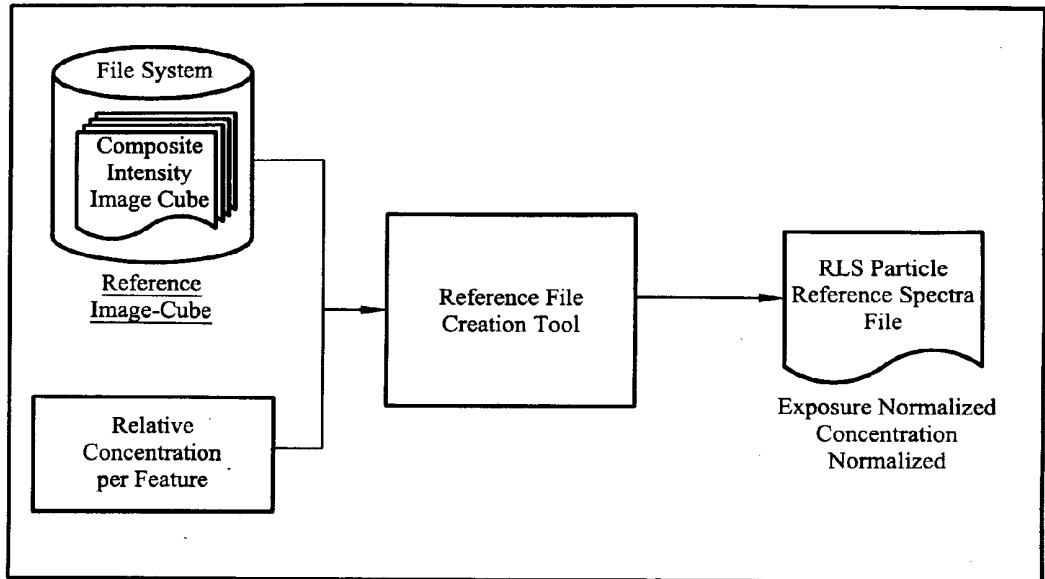 File System
Composite
Intensity
Image Cube
Reference
Image-Cube
Relative
Concentration
per Feature
Reference File
Creation Tool
RLS Particle
Reference Spectra
File
Exposure Normalized
Concentration
Normalized